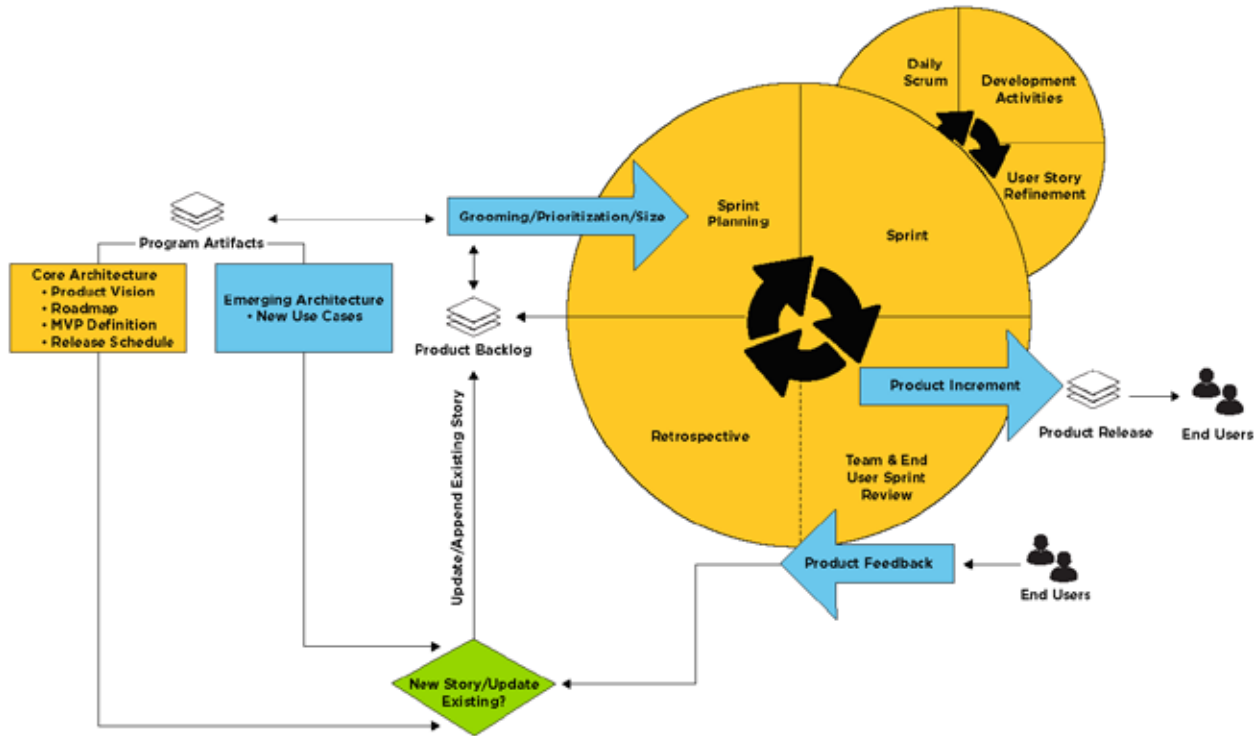 Daily
Scrum
Development
Activities
User Story
Refinement
Grooming/Prioritization/Size
Sprint
Planning
Sprint
Program Artifacts
Core Architecture
• Product Vision
• Roadmap
• MVP Definition
• Release Schedule
Emerging Architecture
• New Use Cases
Product Backlog
Product Increment
Product Release
End Users
Retrospective
Team & End
User Sprint
Review
Update/Append Existing Story
Product Feedback
End Users
New Story/Update
Existing?